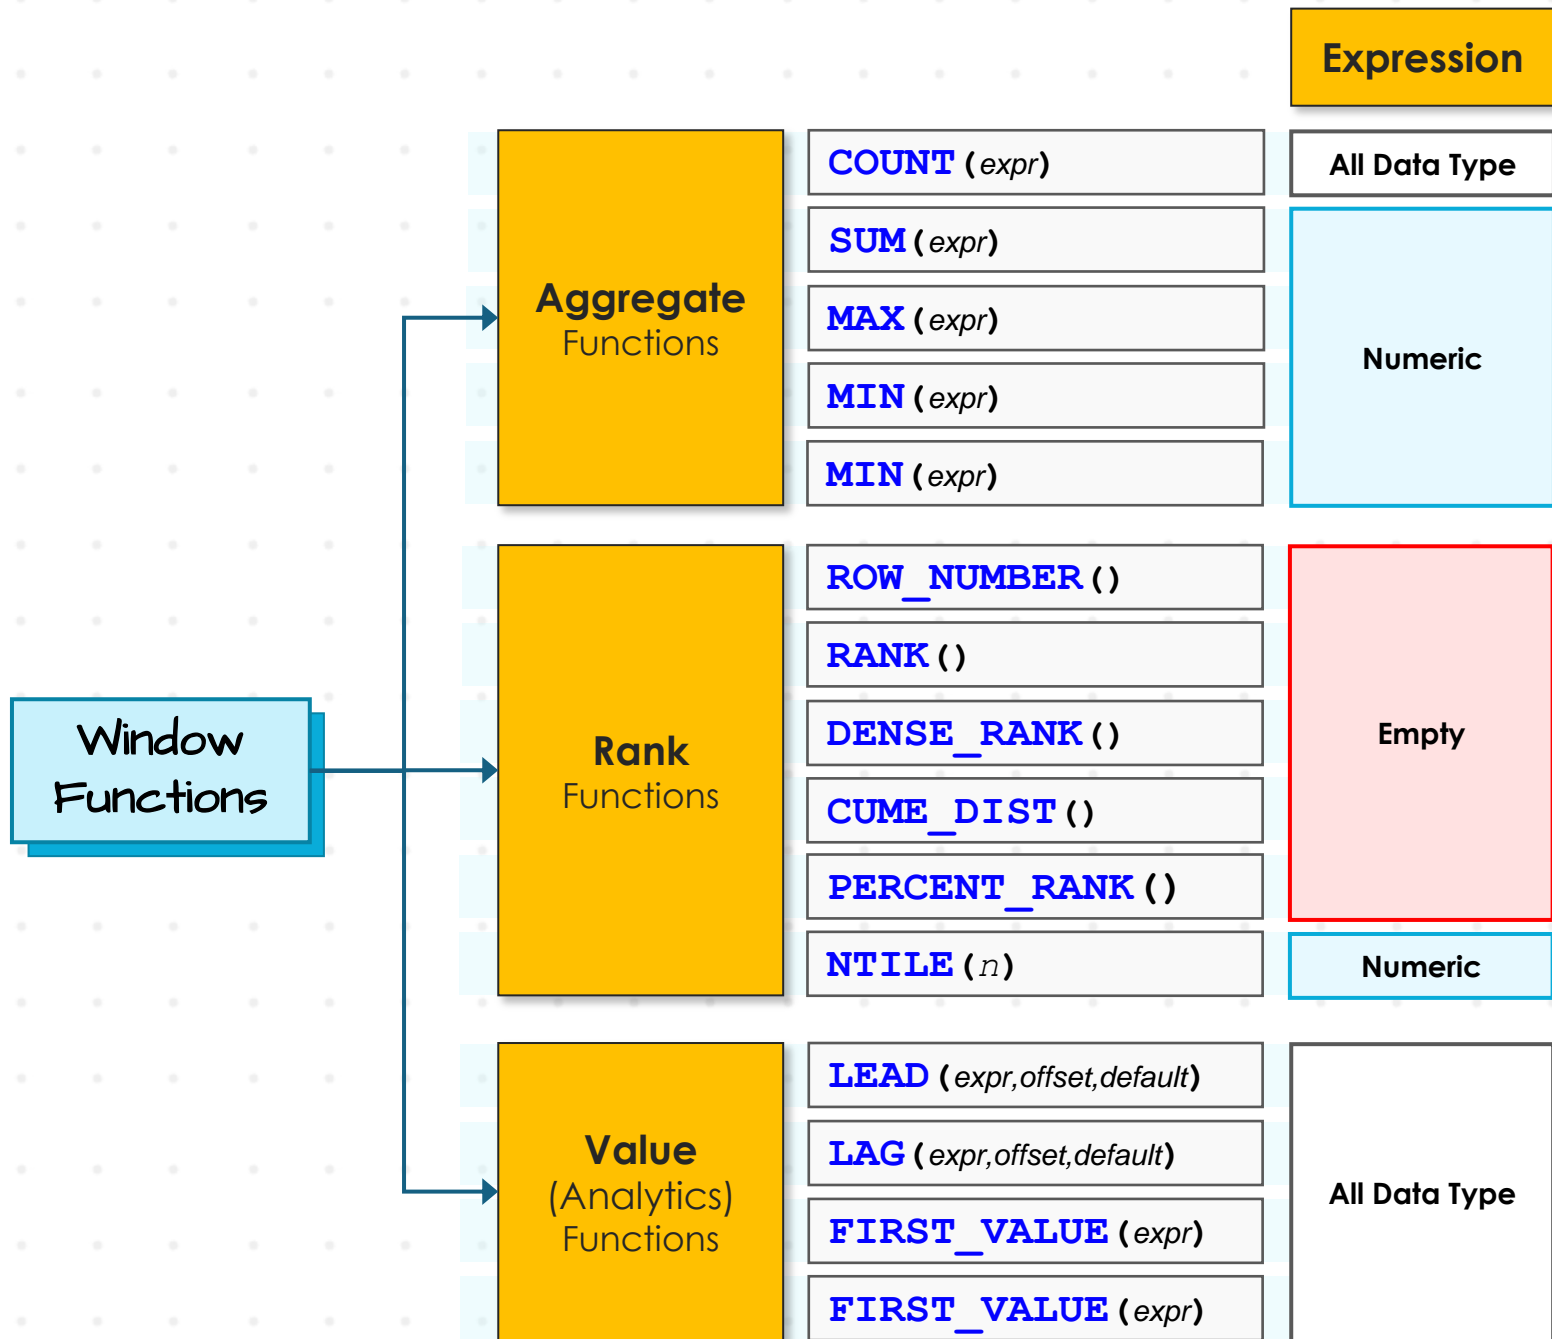 Expression
Aggregate
Functions
COUNT(expr)
All Data Type
SUM(expr)
MAX(expr)
MIN(expr)
MIN(expr)
Numeric
Window
Functions
Rank
Functions
ROW_NUMBER()
RANK()
DENSE_RANK()
CUME_DIST()
PERCENT_RANK()
Empty
NTILE(n)
Numeric
Value
(Analytics)
Functions
LEAD(expr,offset,default)
LAG(expr,offset,default)
FIRST_VALUE(expr)
FIRST_VALUE(expr)
All Data Type